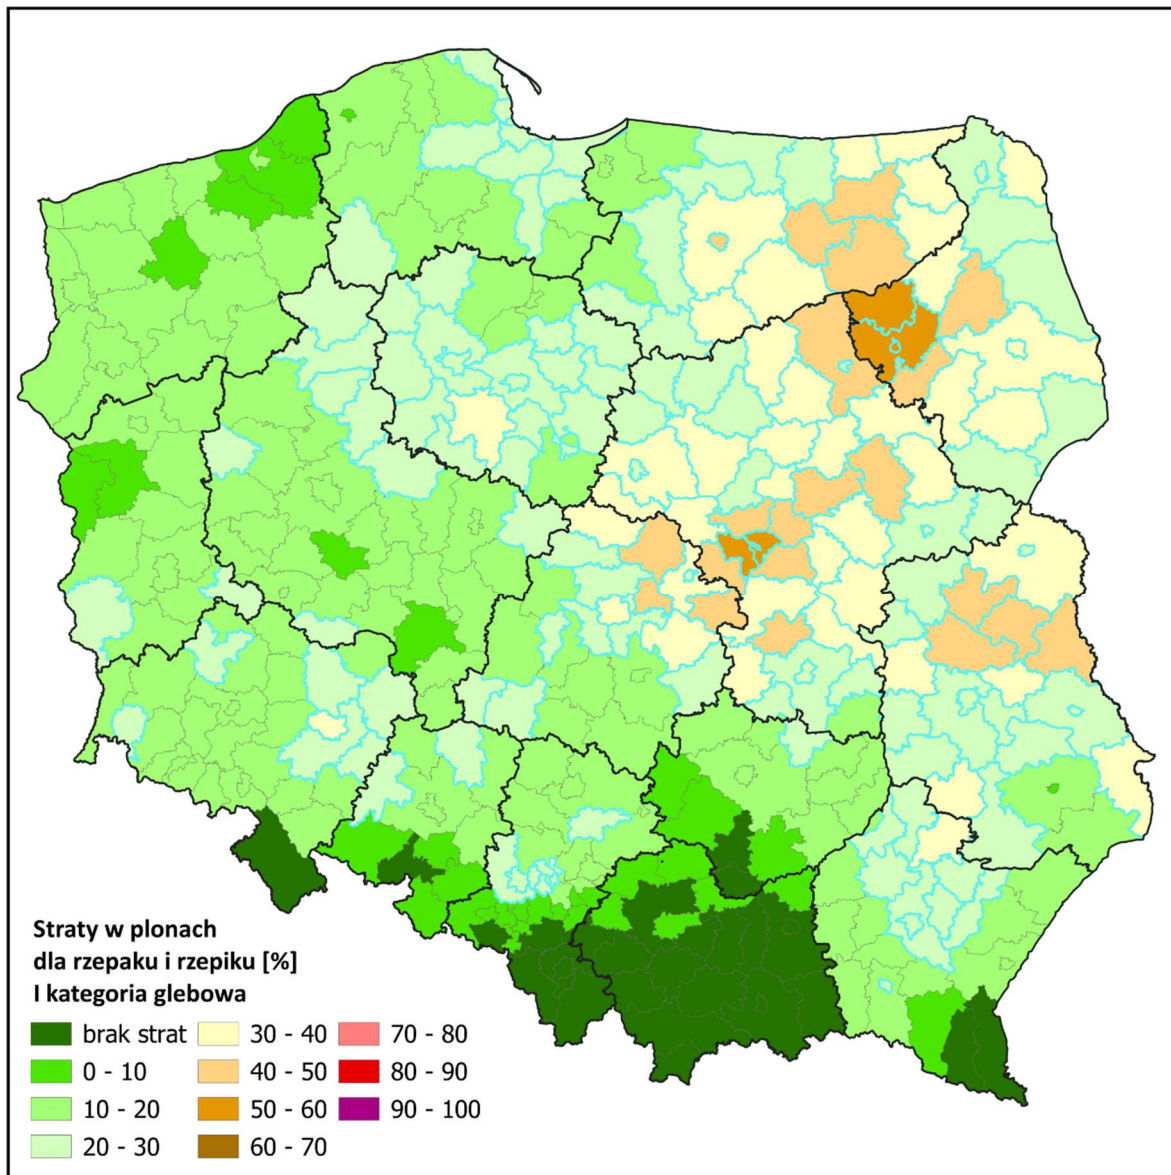 Straty w plonach
dla rzepaku i rzepiku [%]
I kategoria glebowa
brak strat
0 - 10
10 - 20
20 - 30
30 - 40
40 - 50
50 - 60
60 - 70
70 - 80
80 - 90
90 - 100